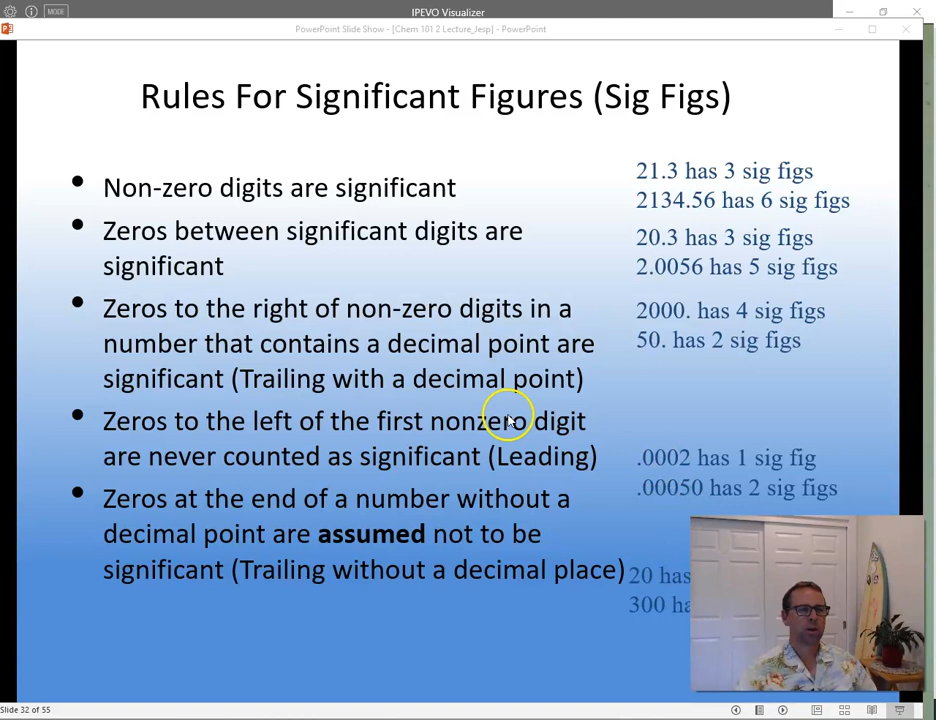 IPEVO Visualizer
MODE
PowerPoint Slide Show - [Chem 101 2 Lecture_Jesp] - PowerPoint
Rules For Significant Figures (Sig Figs)
• Non-zero digits are significant
21.3 has 3 sig figs
2134.56 has 6 sig figs
• Zeros between significant digits are
significant
20.3 has 3 sig figs
2.0056 has 5 sig figs
• Zeros to the right of non-zero digits in a
number that contains a decimal point are
significant (Trailing with a decimal point)
2000. has 4 sig figs
50. has 2 sig figs
• Zeros to the left of the first nonzero digit
are never counted as significant (Leading)
.0002 has 1 sig fig
.00050 has 2 sig figs
• Zeros at the end of a number without a
decimal point are assumed not to be
significant (Trailing without a decimal place)
20 has
300 ha
Slide 32 of 55